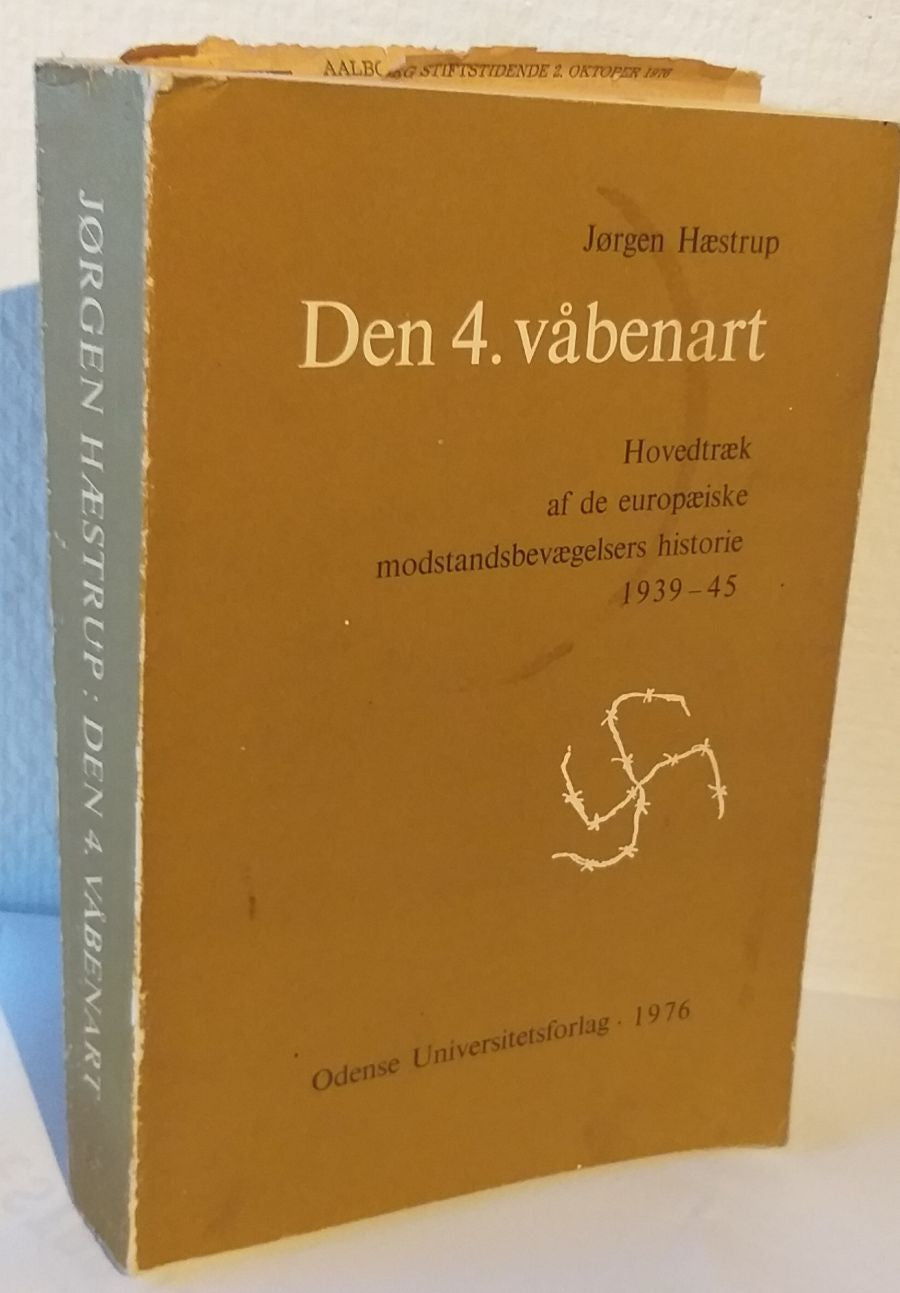 AALBORG STIFTSTIDENDE 2. OKTOPER 1976
JØRGEN HÆSTRUP: DEN 4. VÅBENART
Jørgen Hæstrup
Den 4. våbenart
Hovedtræk
af de europæiske
modstandsbevægelsers historie
1939–45
Odense Universitetsforlag · 1976